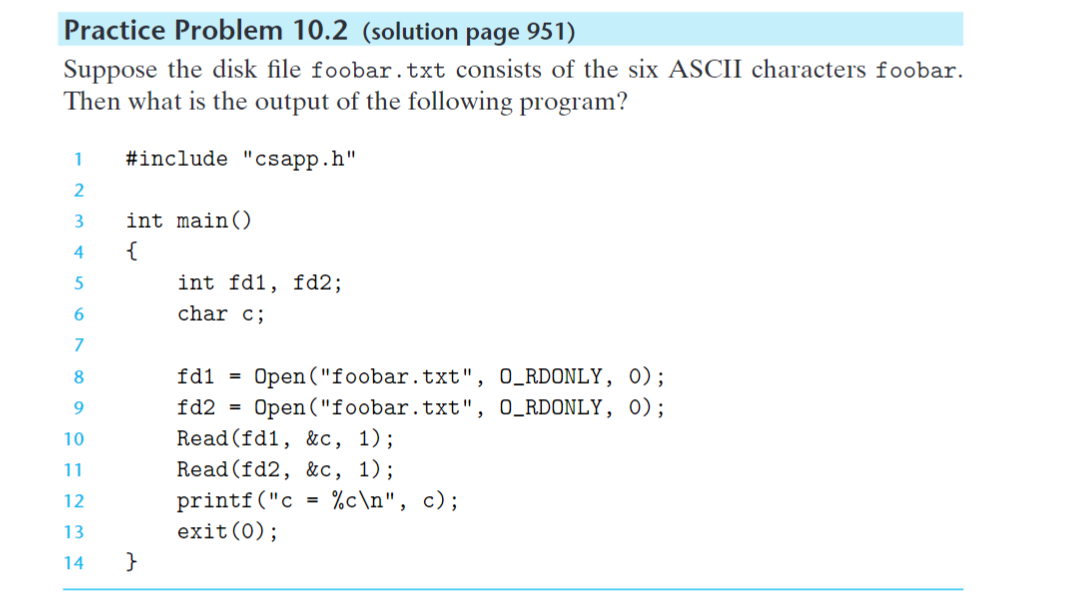 Practice Problem 10.2 (solution page 951)
Suppose the disk file foobar.txt consists of the six ASCII characters foobar.
Then what is the output of the following program?
1 #include "csapp.h"
2
3 int main()
4 {
5 int fd1, fd2;
6 char c;
7
8 fd1 = Open("foobar.txt", O_RDONLY, 0);
9 fd2 = Open("foobar.txt", O_RDONLY, 0);
10 Read(fd1, &c, 1);
11 Read(fd2, &c, 1);
12 printf("c = %c\n", c);
13 exit(0);
14 }